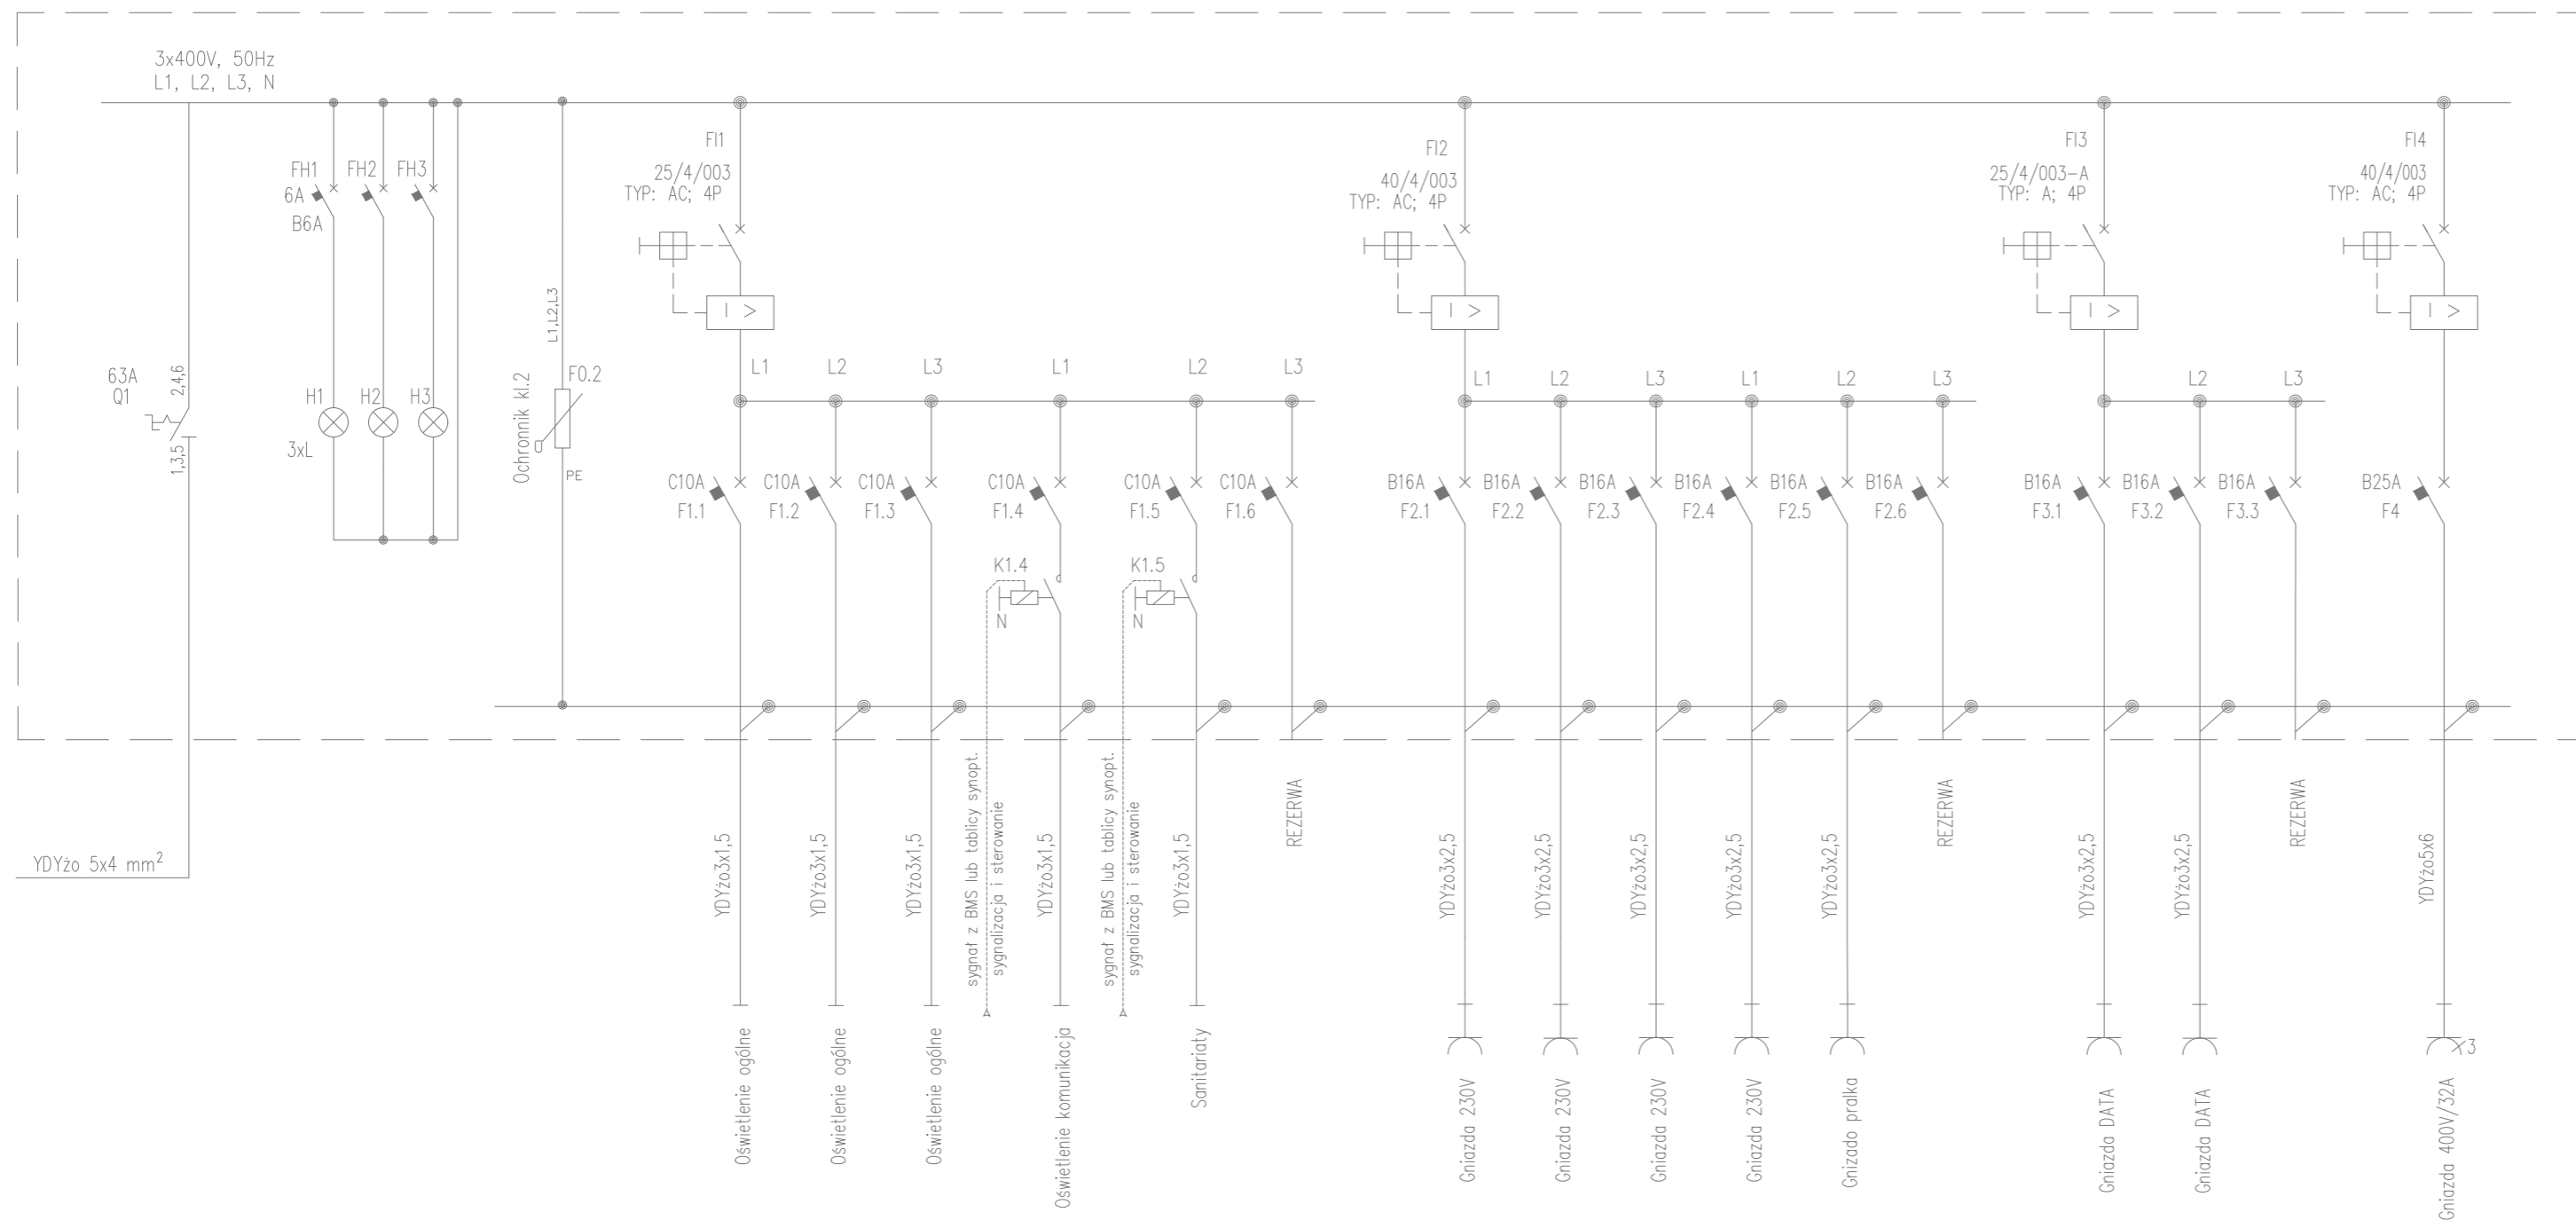 3x400V, 50Hz
L1, L2, L3, N
FH1
FH2
FH3
6A
B6A
63A
Q1
2,4,6
1,3,5
H1
H2
H3
3xL
L1,L2,L3
Ochronnik kl.2
F0.2
U
PE
FI1
25/4/003
TYP: AC; 4P
I >
FI2
40/4/003
TYP: AC; 4P
I >
FI3
25/4/003-A
TYP: A; 4P
I >
FI4
40/4/003
TYP: AC; 4P
I >
L1
L2
L3
L1
L2
L3
L1
L2
L3
L1
L2
L3
L2
L3
C10A
F1.1
C10A
F1.2
C10A
F1.3
C10A
F1.4
C10A
F1.5
C10A
F1.6
B16A
F2.1
B16A
F2.2
B16A
F2.3
B16A
F2.4
B16A
F2.5
B16A
F2.6
B16A
F3.1
B16A
F3.2
B16A
F3.3
B25A
F4
K1.4
N
K1.5
N
YDYżo 5x4 mm²
YDYżo3x1,5
YDYżo3x1,5
YDYżo3x1,5
sygnał z BMS lub tablicy synopt.
sygnalizacja i sterowanie
YDYżo3x1,5
sygnał z BMS lub tablicy synopt.
sygnalizacja i sterowanie
YDYżo3x1,5
REZERWA
YDYżo3x2,5
YDYżo3x2,5
YDYżo3x2,5
YDYżo3x2,5
YDYżo3x2,5
REZERWA
YDYżo3x2,5
YDYżo3x2,5
REZERWA
YDYżo5x6
Oświetlenie ogólne
Oświetlenie ogólne
Oświetlenie ogólne
Oświetlenie komunikacja
Sanitariaty
Gniazda 230V
Gniazda 230V
Gniazda 230V
Gniazda 230V
Gnizado pralka
Gniazda DATA
Gniazda DATA
3
Gniazda 400V/32A